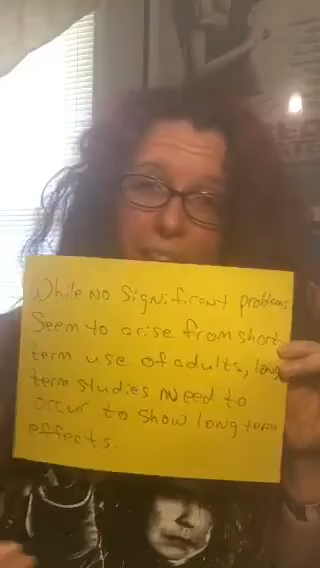 While no significant problems
Seem to arise from short
term use of adults, long
term studies need to
occur to show long term
effects.